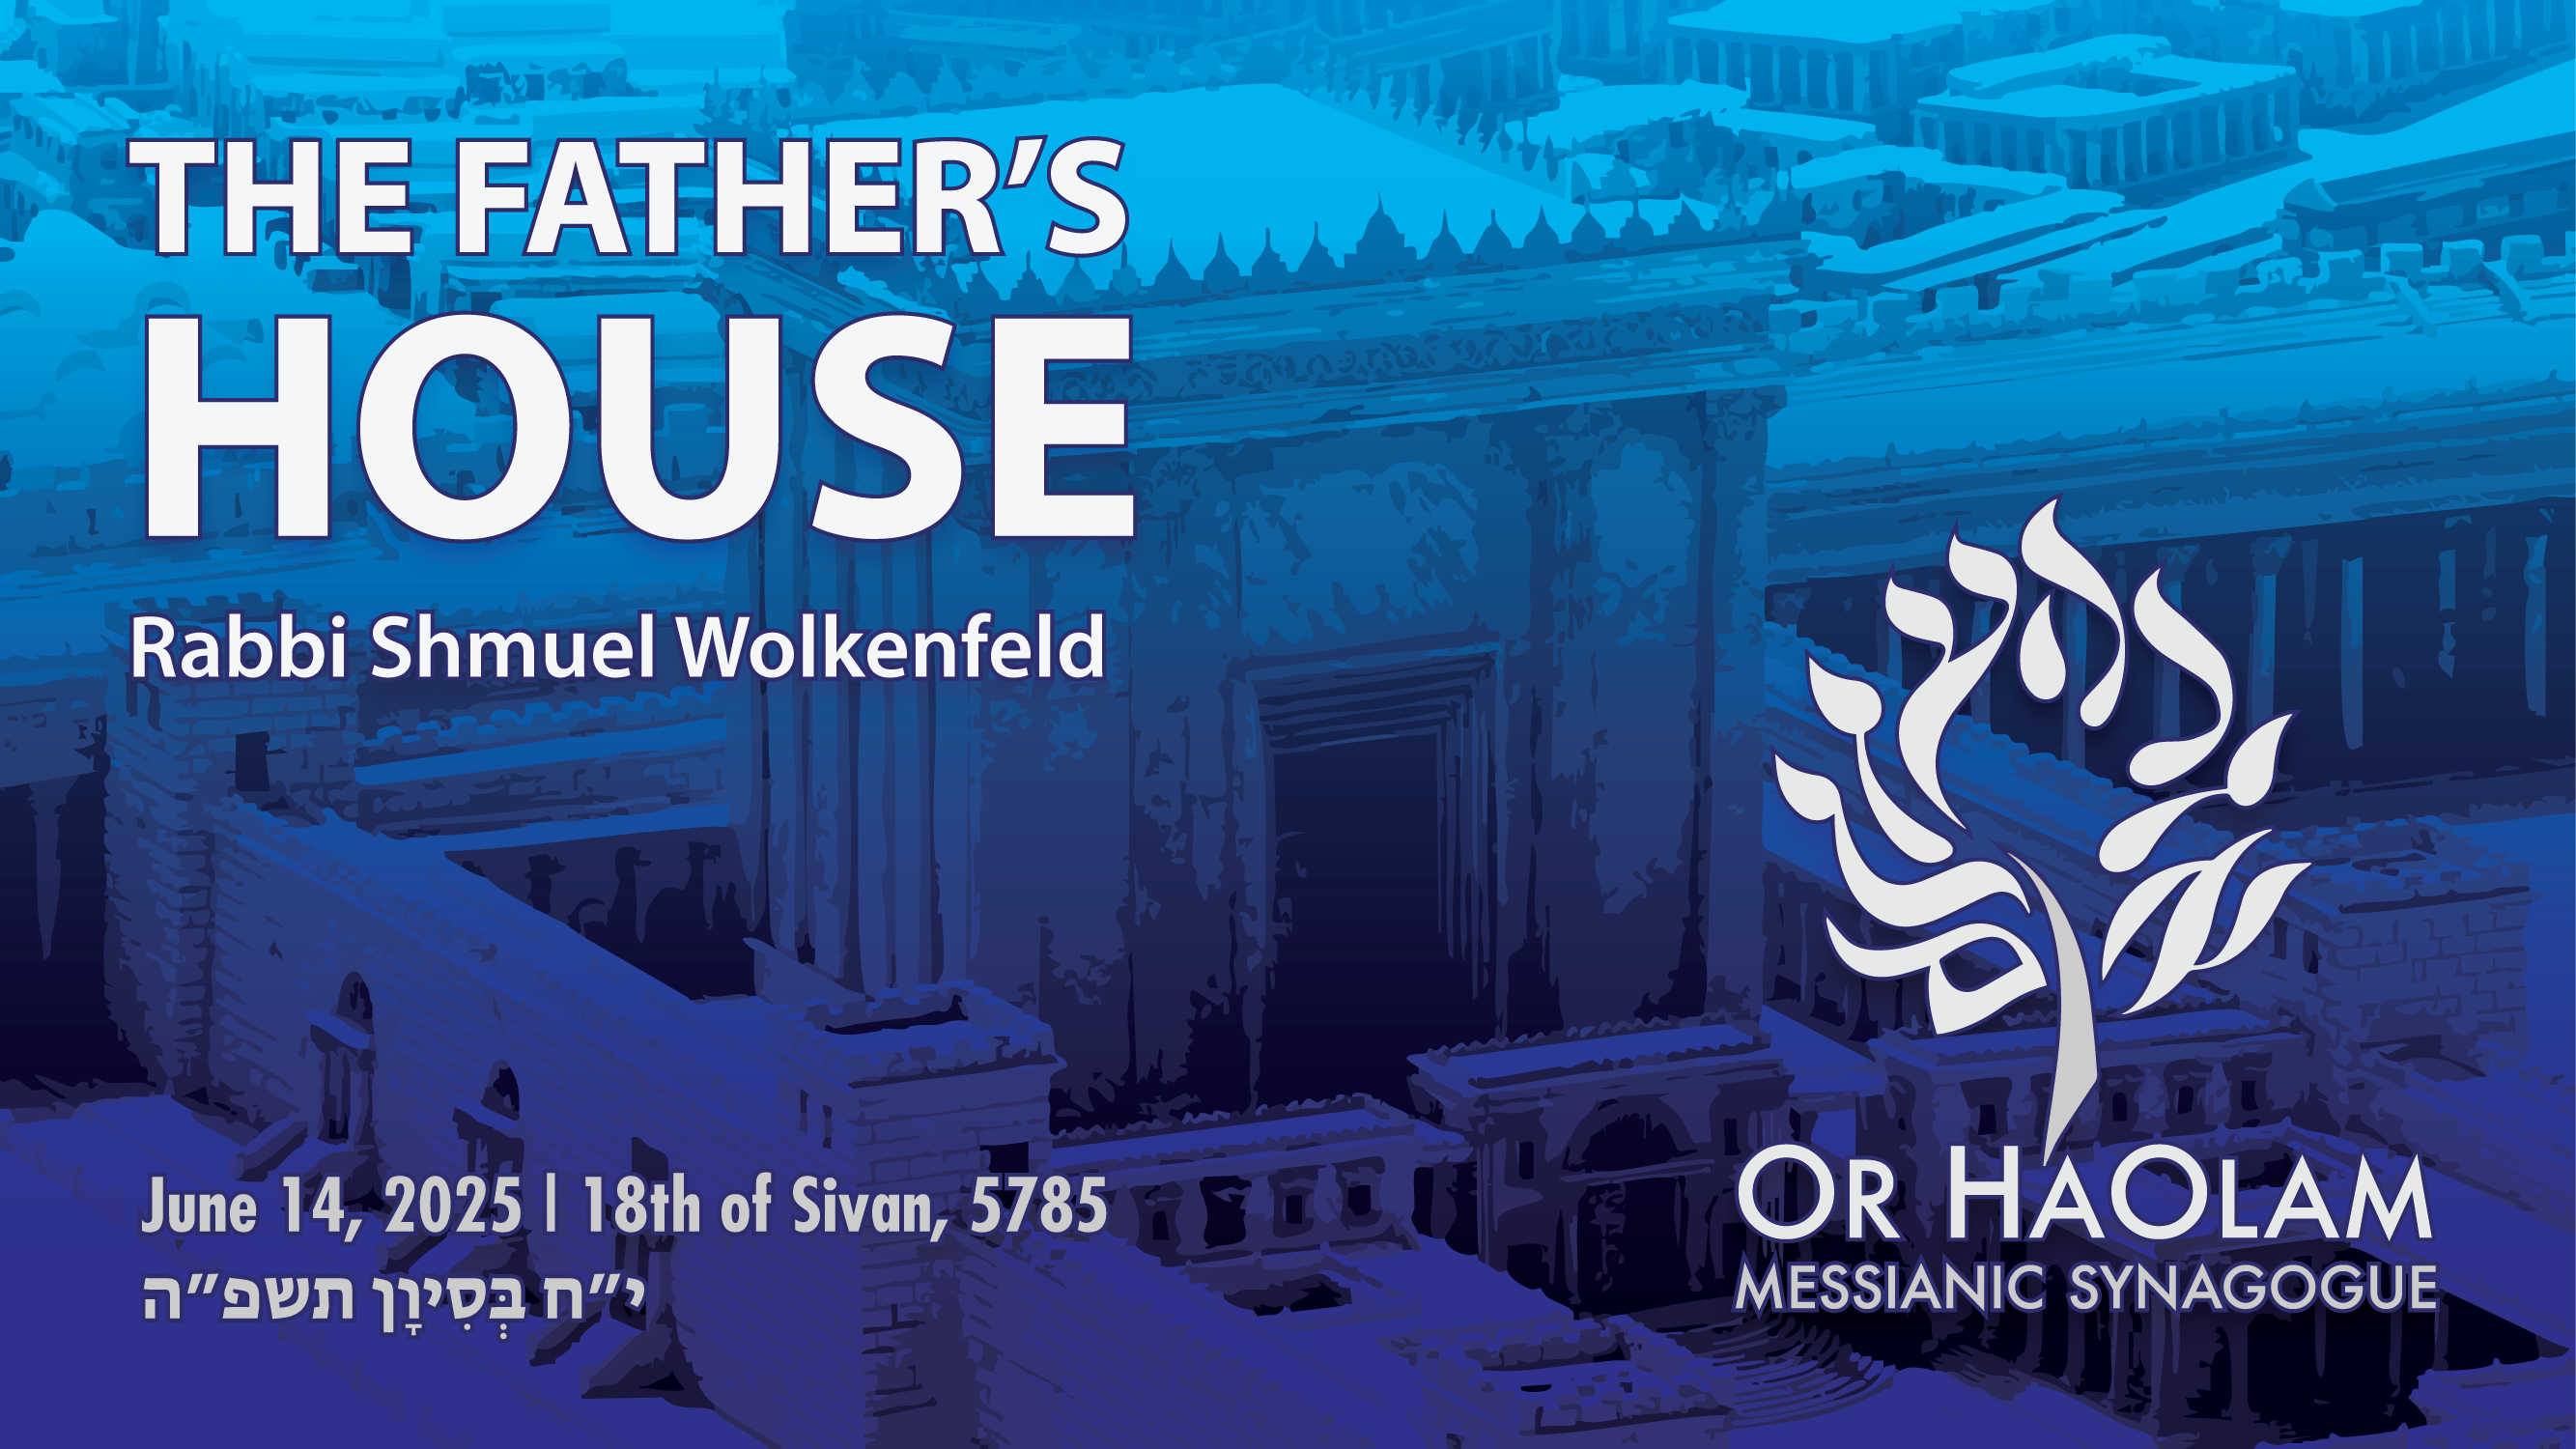 THE FATHER’S
HOUSE
Rabbi Shmuel Wolkenfeld
June 14, 2025 | 18th of Sivan, 5785
י״ח בְּסִיוָן תשפ״ה
OR HAOLAM
MESSIANIC SYNAGOGUE